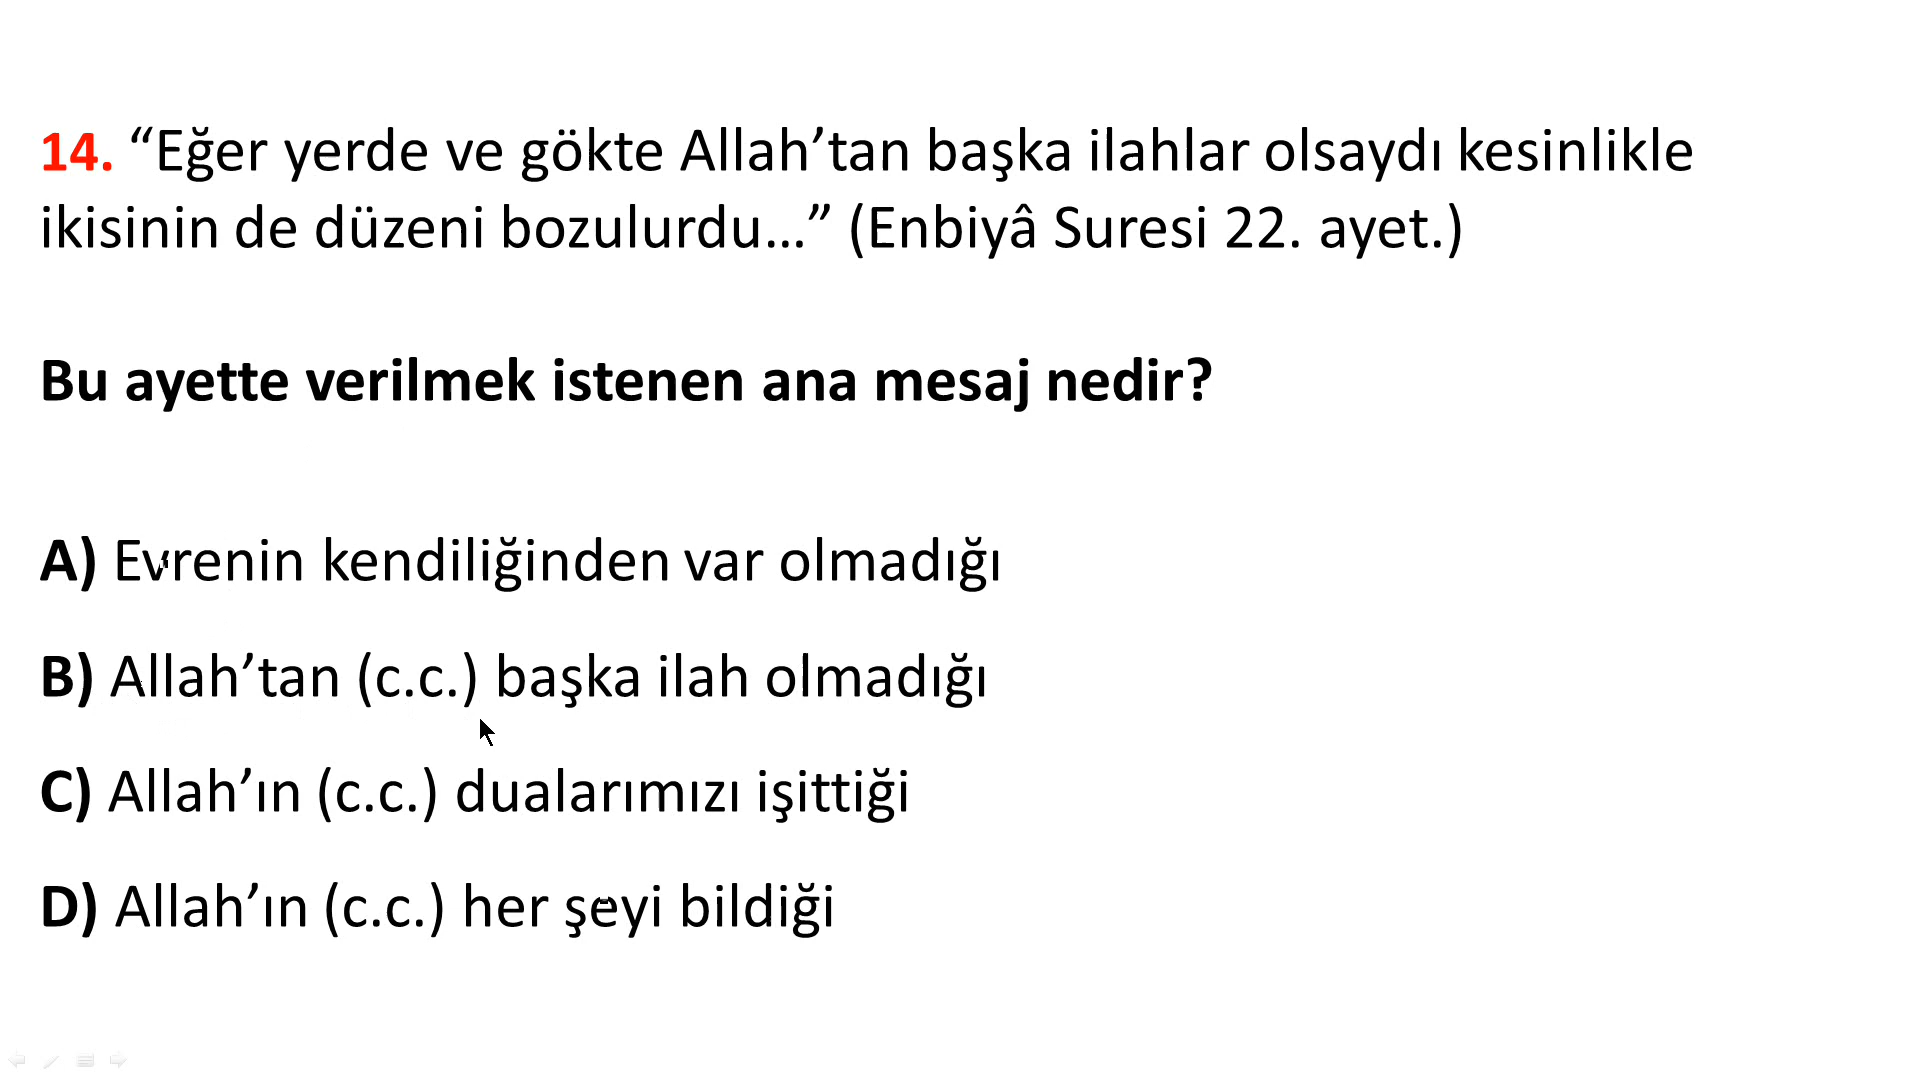 14. “Eğer yerde ve gökte Allah’tan başka ilahlar olsaydı kesinlikle
ikisinin de düzeni bozulurdu…” (Enbiyâ Suresi 22. ayet.)
Bu ayette verilmek istenen ana mesaj nedir?
A) Evrenin kendiliğinden var olmadığı
B) Allah’tan (c.c.) başka ilah olmadığı
C) Allah’ın (c.c.) dualarımızı işittiği
D) Allah’ın (c.c.) her şeyi bildiği